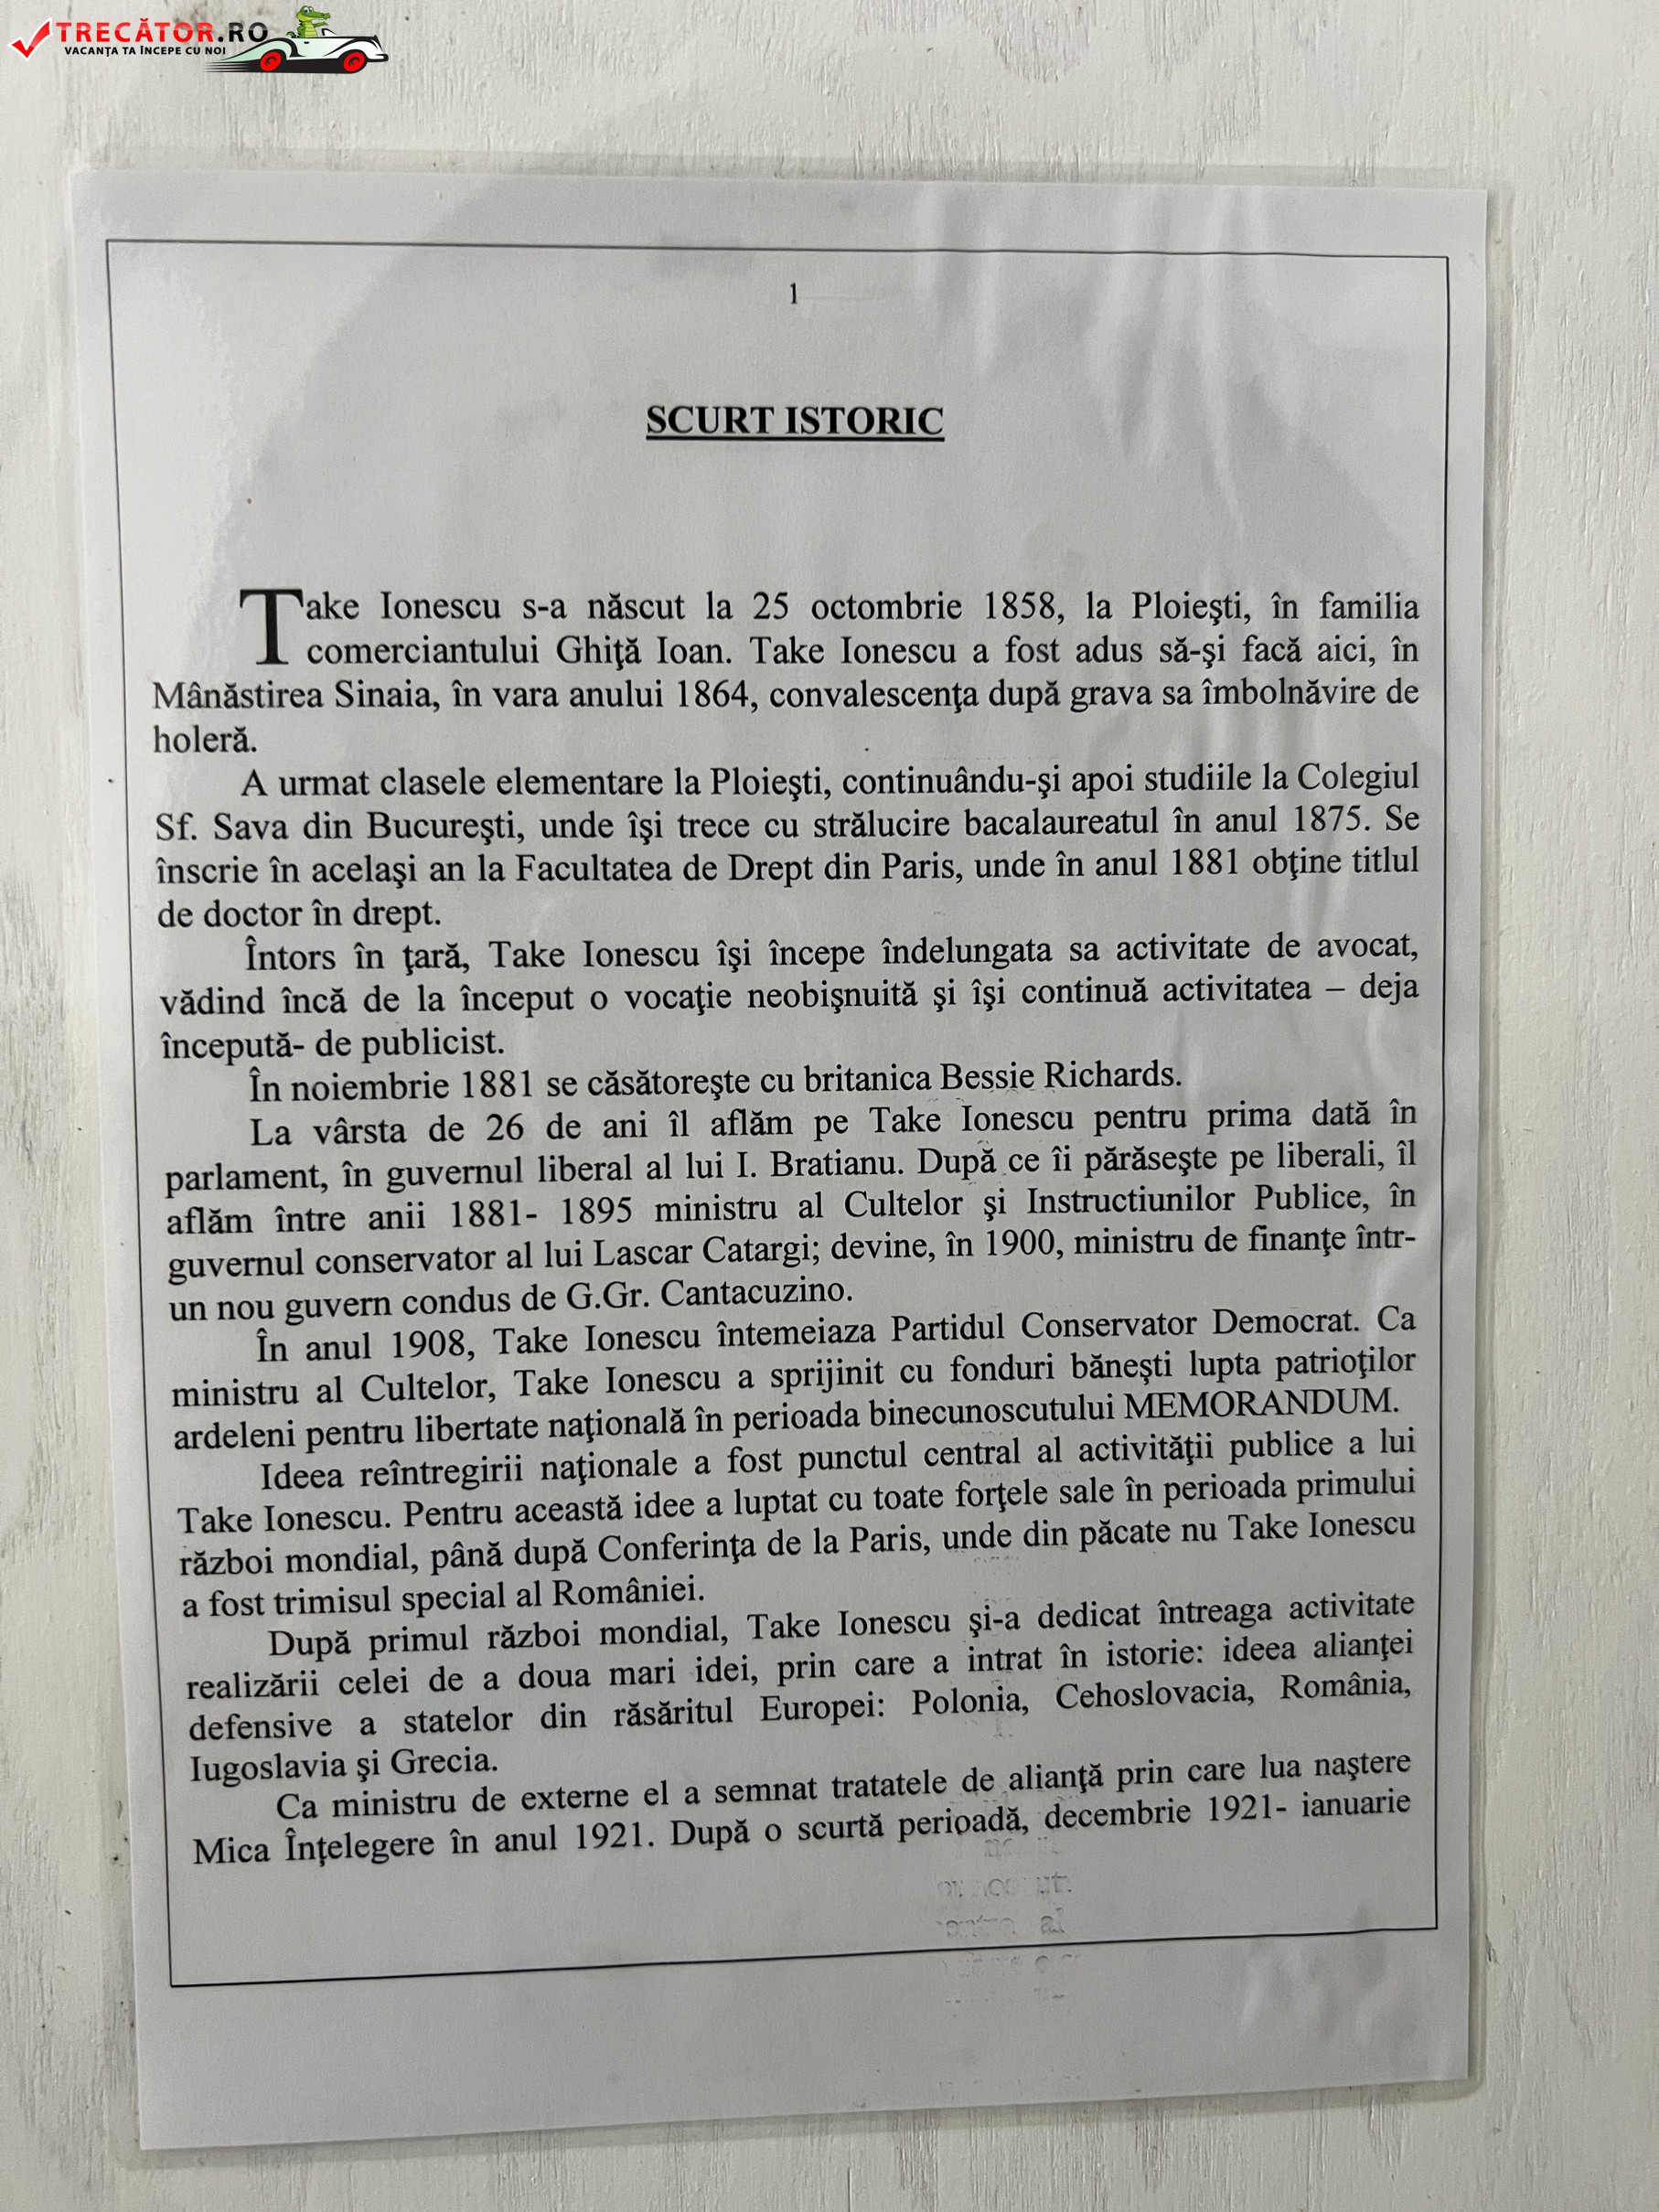 TRECĂTOR.RO
VACANȚA TA ÎNCEPE CU NOI
1
SCURT ISTORIC
Take Ionescu s-a născut la 25 octombrie 1858, la Ploieşti, în familia
comerciantului Ghiţă Ioan. Take Ionescu a fost adus să-şi facă aici, în
Mânăstirea Sinaia, în vara anului 1864, convalescenţa după grava sa îmbolnăvire de
holeră.
A urmat clasele elementare la Ploieşti, continuându-şi apoi studiile la Colegiul
Sf. Sava din Bucureşti, unde îşi trece cu strălucire bacalaureatul în anul 1875. Se
înscrie în acelaşi an la Facultatea de Drept din Paris, unde în anul 1881 obţine titlul
de doctor în drept.
Întors în ţară, Take Ionescu îşi începe îndelungata sa activitate de avocat,
vădind încă de la început o vocaţie neobişnuită şi îşi continuă activitatea – deja
începută- de publicist.
În noiembrie 1881 se căsătoreşte cu britanica Bessie Richards.
La vârsta de 26 de ani îl aflăm pe Take Ionescu pentru prima dată în
parlament, în guvernul liberal al lui I. Bratianu. După ce îi părăseşte pe liberali, îl
aflăm între anii 1881- 1895 ministru al Cultelor şi Instructiunilor Publice, în
guvernul conservator al lui Lascar Catargi; devine, în 1900, ministru de finanţe într-
un nou guvern condus de G.Gr. Cantacuzino.
În anul 1908, Take Ionescu întemeiaza Partidul Conservator Democrat. Ca
ministru al Cultelor, Take Ionescu a sprijinit cu fonduri băneşti lupta patrioţilor
ardeleni pentru libertate naţională în perioada binecunoscutului MEMORANDUM.
Ideea reîntregirii naţionale a fost punctul central al activităţii publice a lui
Take Ionescu. Pentru această idee a luptat cu toate forţele sale în perioada primului
război mondial, până după Conferinţa de la Paris, unde din păcate nu Take Ionescu
a fost trimisul special al României.
După primul război mondial, Take Ionescu şi-a dedicat întreaga activitate
realizării celei de a doua mari idei, prin care a intrat în istorie: ideea alianţei
defensive a statelor din răsăritul Europei: Polonia, Cehoslovacia, România,
Iugoslavia şi Grecia.
Ca ministru de externe el a semnat tratatele de alianţă prin care lua naştere
Mica Înţelegere în anul 1921. După o scurtă perioadă, decembrie 1921- ianuarie